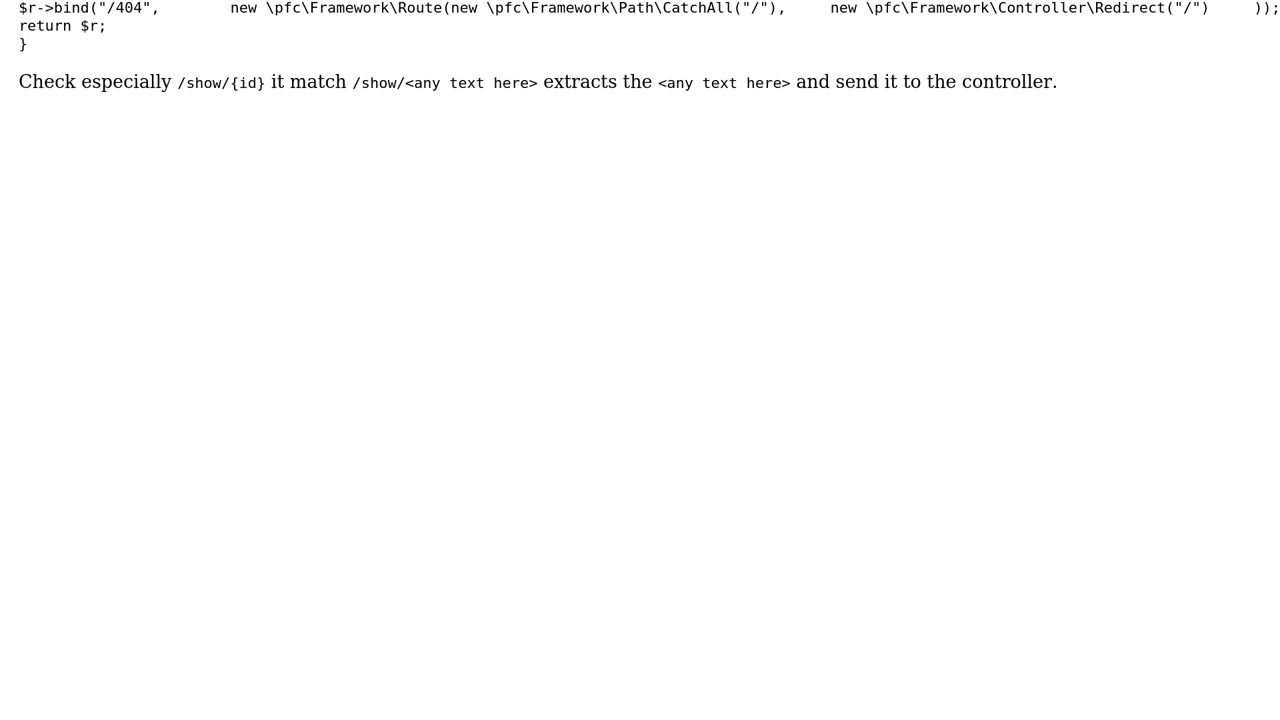 $r->bind("/404",        new \pfc\Framework\Route(new \pfc\Framework\Path\CatchAll("/"),     new \pfc\Framework\Controller\Redirect("/")     ));
return $r;
}
Check especially /show/{id} it match /show/<any text here> extracts the <any text here> and send it to the controller.